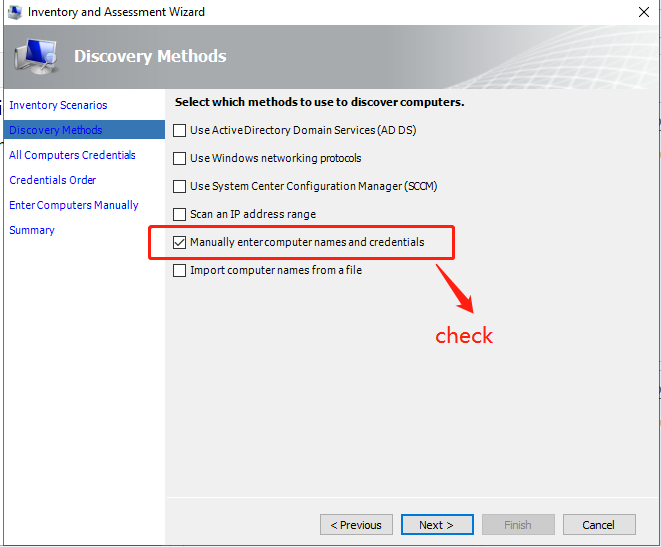 Inventory and Assessment Wizard
Discovery Methods
Inventory Scenarios
Discovery Methods
All Computers Credentials
Credentials Order
Enter Computers Manually
Summary
Select which methods to use to discover computers.
Use Active Directory Domain Services (AD DS)
Use Windows networking protocols
Use System Center Configuration Manager (SCCM)
Scan an IP address range
Manually enter computer names and credentials
Import computer names from a file
check
< Previous
Next >
Finish
Cancel